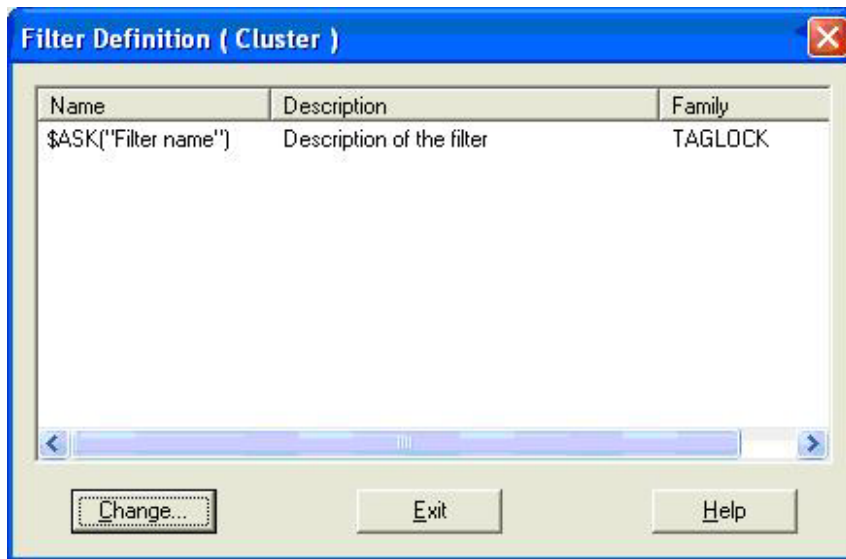 Filter Definition ( Cluster )
Name Description Family
$ASK("Filter name") Description of the filter TAGLOCK
Change... Exit Help